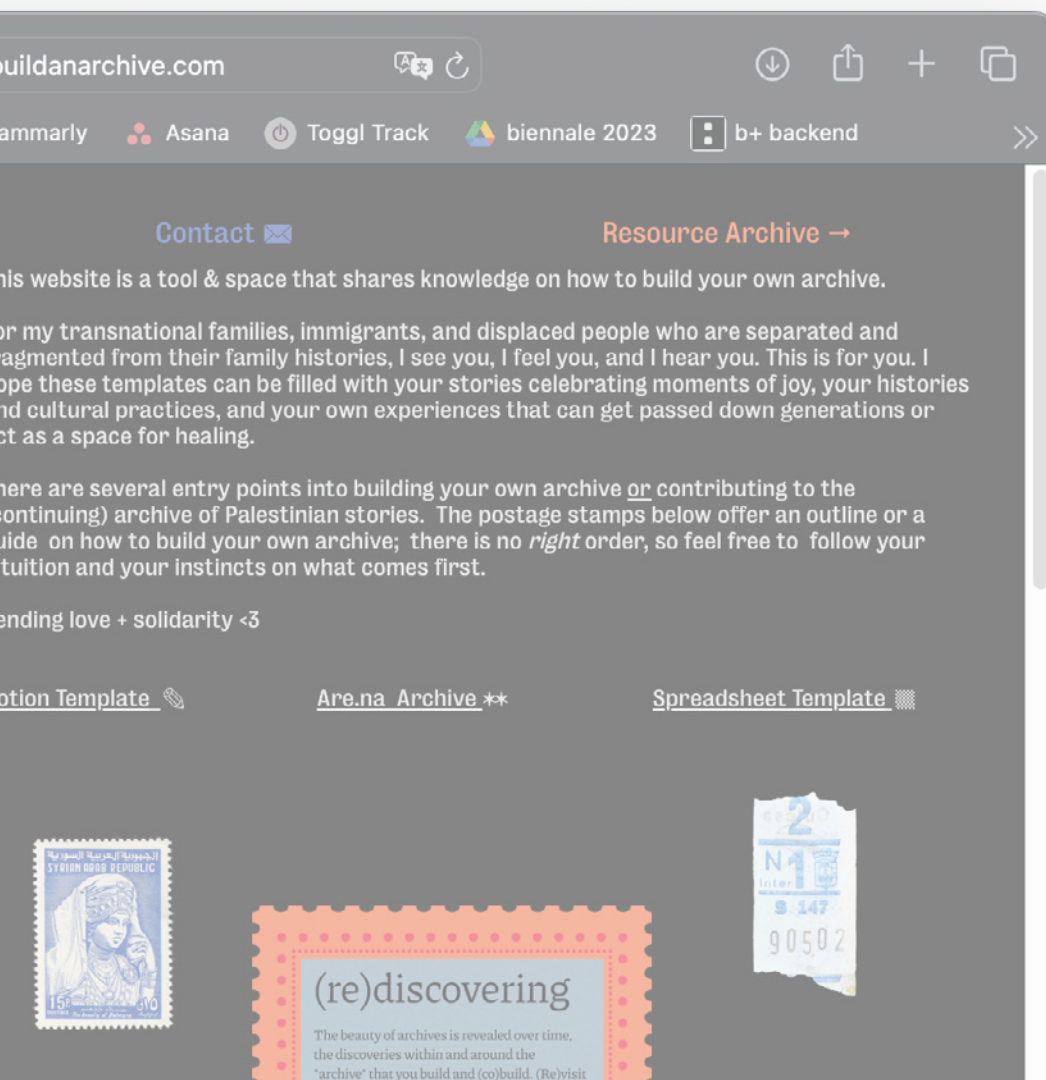 uildanarchive.com
ammarly Asana Toggl Track biennale 2023 b+ backend
Contact Resource Archive →
his website is a tool & space that shares knowledge on how to build your own archive.
or my transnational families, immigrants, and displaced people who are separated and
ragmented from their family histories, I see you, I feel you, and I hear you. This is for you. I
ope these templates can be filled with your stories celebrating moments of joy, your histories
nd cultural practices, and your own experiences that can get passed down generations or
ct as a space for healing.
here are several entry points into building your own archive or contributing to the
continuing) archive of Palestinian stories.  The postage stamps below offer an outline or a
uide  on how to build your own archive;  there is no right order, so feel free to  follow your
tuition and your instincts on what comes first.
ending love + solidarity <3
otion Template Are.na  Archive ✶✶ Spreadsheet Template
2
الجمهورية العربية السورية
SYRIAN ARAB REPUBLIC
N 1
Inter
S. 147
90502
15
(re)discovering
The beauty of archives is revealed over time,
the discoveries within and around the
"archive" that you build and (co)build. (Re)visit